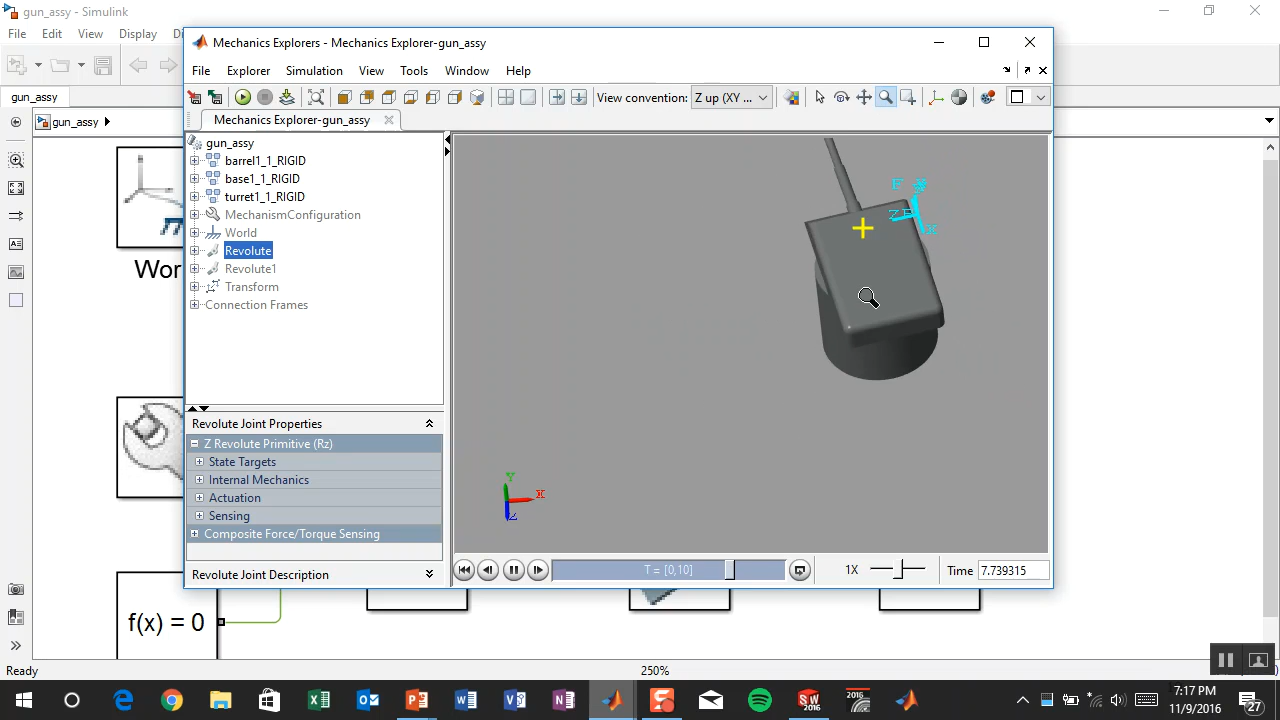 gun_assy - Simulink
File Edit View Display
gun_assy
gun_assy
Wor
f(x) = 0
Ready
250%
Mechanics Explorers - Mechanics Explorer-gun_assy
File Explorer Simulation View Tools Window Help
View convention: Z up (XY ...
Mechanics Explorer-gun_assy
gun_assy
barrel1_1_RIGID
base1_1_RIGID
turret1_1_RIGID
MechanismConfiguration
World
Revolute
Revolute1
Transform
Connection Frames
Revolute Joint Properties
Z Revolute Primitive (Rz)
State Targets
Internal Mechanics
Actuation
Sensing
Composite Force/Torque Sensing
Revolute Joint Description
F
Y
X
Z
T = [0,10]
1X
Time 7.739315
7:17 PM
11/9/2016
27